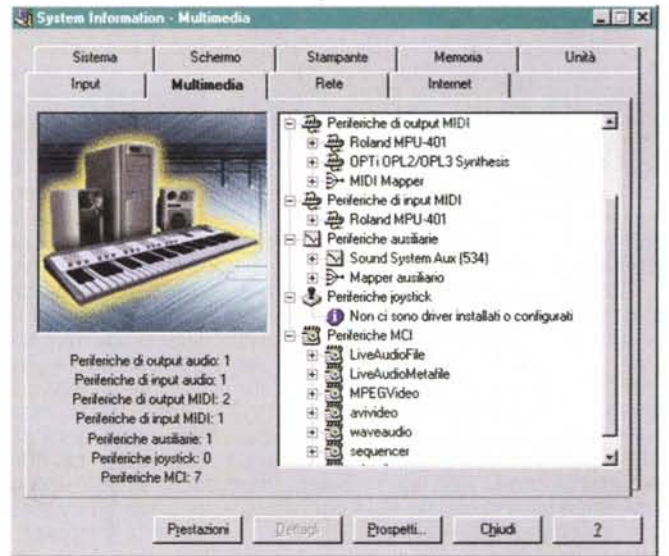 System Information - Multimedia
Sistema
Schermo
Stampante
Memoria
Unità
Input
Multimedia
Rete
Internet
Periferiche di output MIDI
Roland MPU-401
OPTi OPL2/OPL3 Synthesis
MIDI Mapper
Periferiche di input MIDI
Roland MPU-401
Periferiche ausiliarie
Sound System Aux (534)
Mapper ausiliario
Periferiche joystick
Non ci sono driver installati o configurati
Periferiche MCI
LiveAudioFile
LiveAudioMetafile
MPEGVideo
avivideo
waveaudio
sequencer
Periferiche di output audio: 1
Periferiche di input audio: 1
Periferiche di output MIDI: 2
Periferiche di input MIDI: 1
Periferiche ausiliarie: 1
Periferiche joystick: 0
Periferiche MCI: 7
Prestazioni
Dettagli
Prospetti...
Chiudi
?